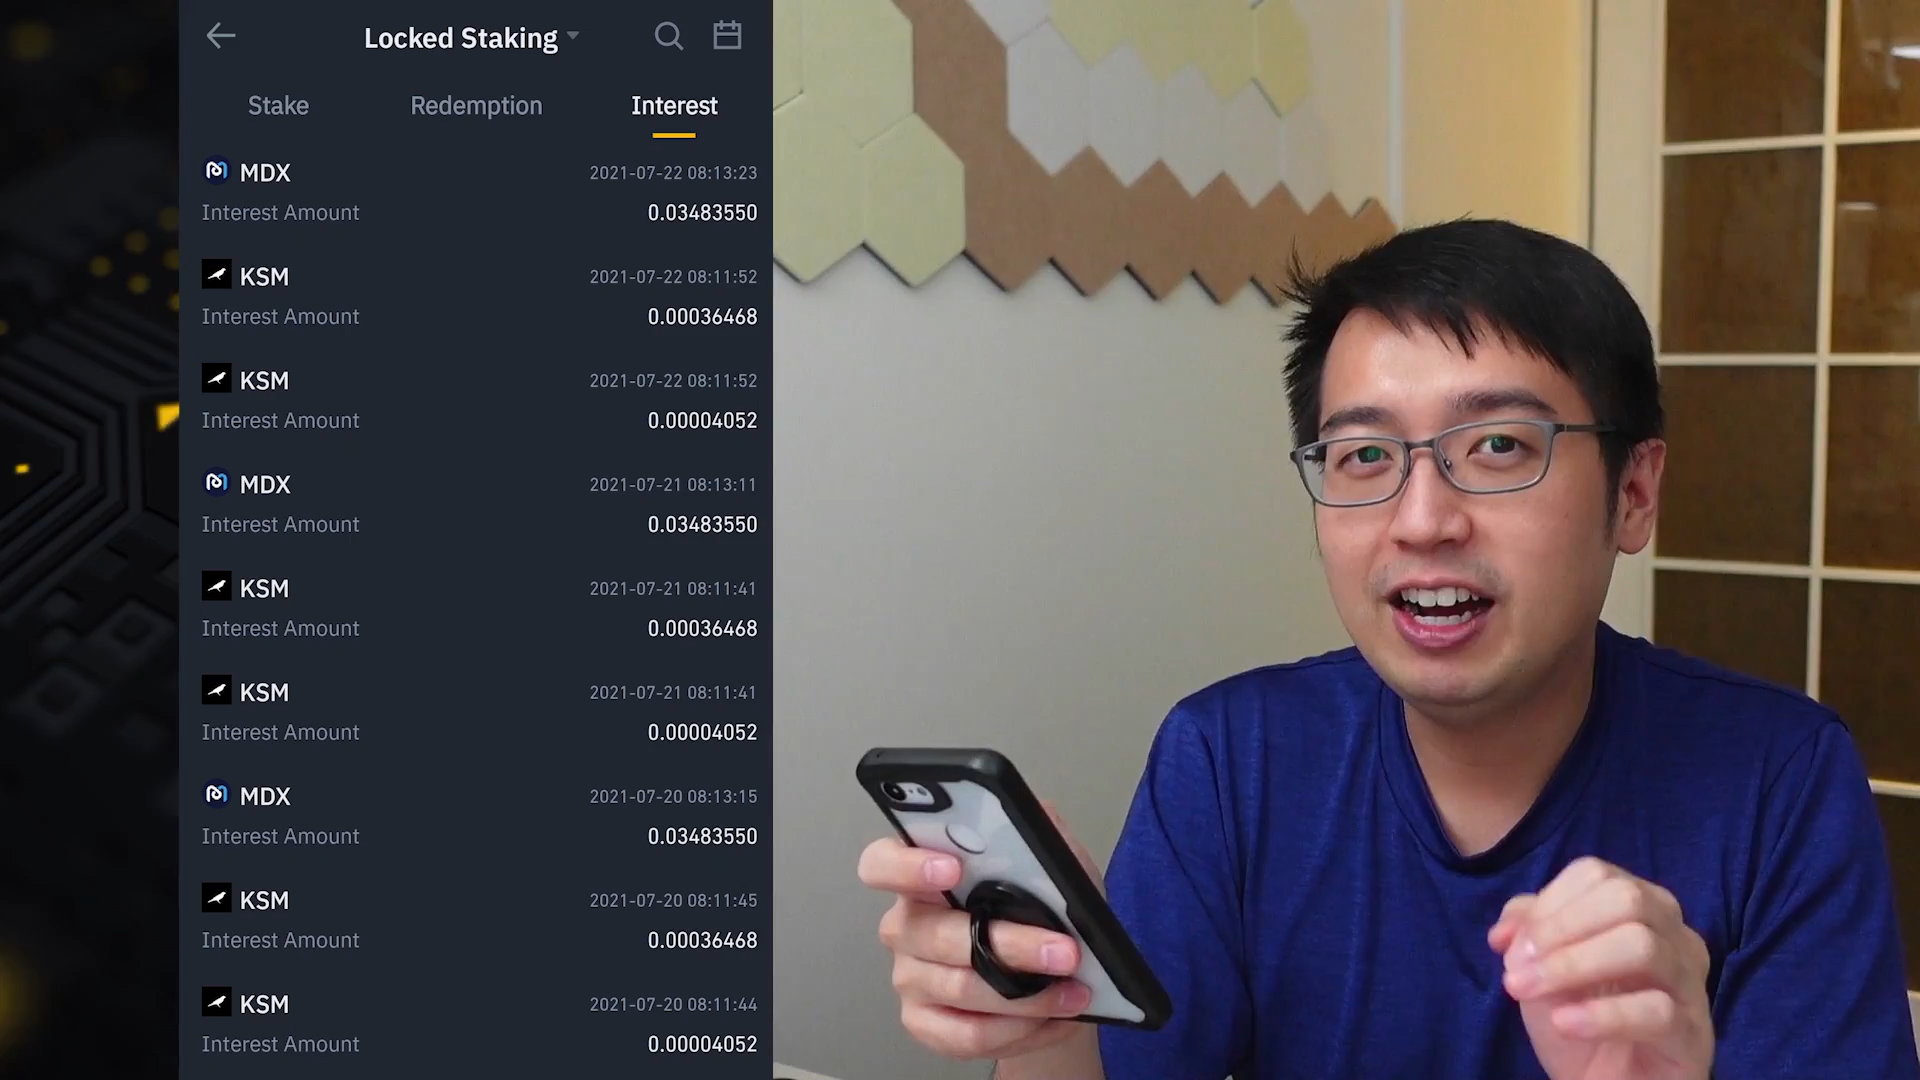 Locked Staking
Stake Redemption Interest
MDX 2021-07-22 08:13:23
Interest Amount 0.03483550
KSM 2021-07-22 08:11:52
Interest Amount 0.00036468
KSM 2021-07-22 08:11:52
Interest Amount 0.00004052
MDX 2021-07-21 08:13:11
Interest Amount 0.03483550
KSM 2021-07-21 08:11:41
Interest Amount 0.00036468
KSM 2021-07-21 08:11:41
Interest Amount 0.00004052
MDX 2021-07-20 08:13:15
Interest Amount 0.03483550
KSM 2021-07-20 08:11:45
Interest Amount 0.00036468
KSM 2021-07-20 08:11:44
Interest Amount 0.00004052